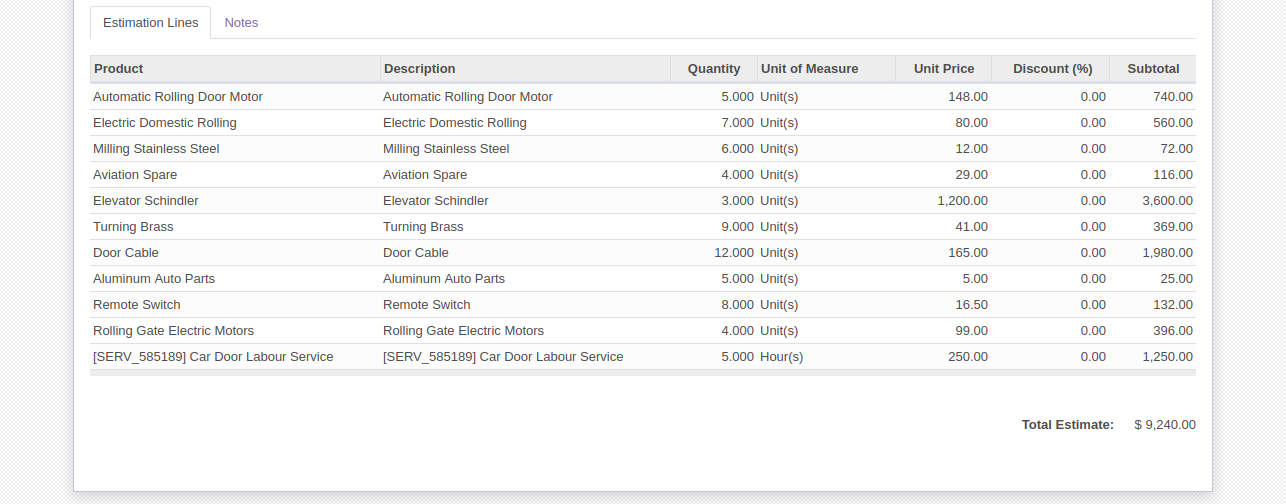 Estimation Lines Notes
Product Description Quantity Unit of Measure Unit Price Discount (%) Subtotal
Automatic Rolling Door Motor Automatic Rolling Door Motor 5.000 Unit(s) 148.00 0.00 740.00
Electric Domestic Rolling Electric Domestic Rolling 7.000 Unit(s) 80.00 0.00 560.00
Milling Stainless Steel Milling Stainless Steel 6.000 Unit(s) 12.00 0.00 72.00
Aviation Spare Aviation Spare 4.000 Unit(s) 29.00 0.00 116.00
Elevator Schindler Elevator Schindler 3.000 Unit(s) 1,200.00 0.00 3,600.00
Turning Brass Turning Brass 9.000 Unit(s) 41.00 0.00 369.00
Door Cable Door Cable 12.000 Unit(s) 165.00 0.00 1,980.00
Aluminum Auto Parts Aluminum Auto Parts 5.000 Unit(s) 5.00 0.00 25.00
Remote Switch Remote Switch 8.000 Unit(s) 16.50 0.00 132.00
Rolling Gate Electric Motors Rolling Gate Electric Motors 4.000 Unit(s) 99.00 0.00 396.00
[SERV_585189] Car Door Labour Service [SERV_585189] Car Door Labour Service 5.000 Hour(s) 250.00 0.00 1,250.00
Total Estimate: $ 9,240.00